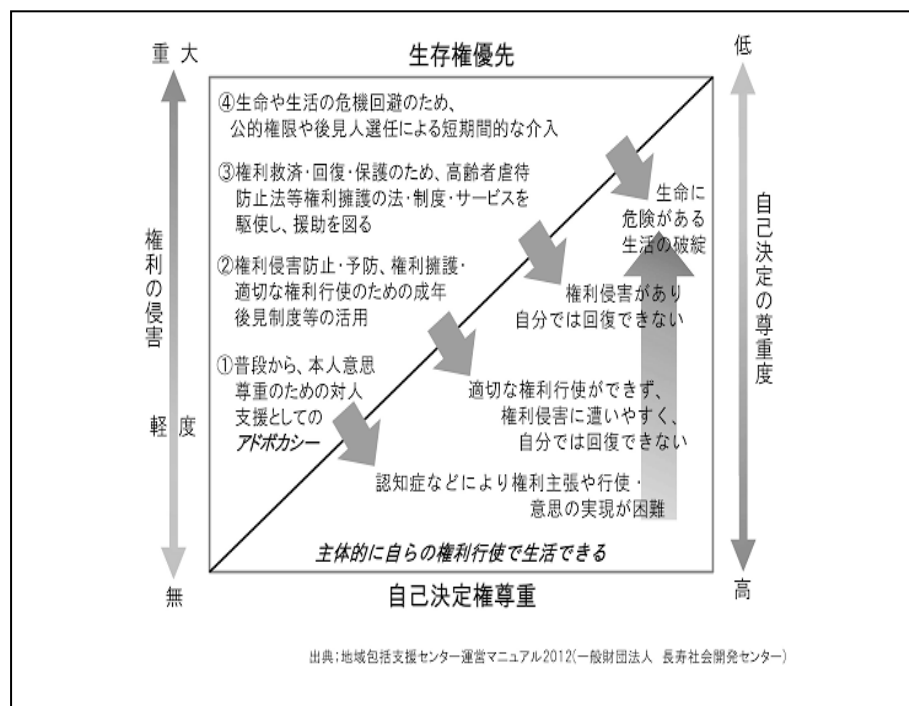 生存権優先
重大
権利の侵害
軽度
無
低
自己決定の尊重度
高
④生命や生活の危機回避のため、
公的権限や後見人選任による短期間的な介入
③権利救済・回復・保護のため、高齢者虐待
防止法等権利擁護の法・制度・サービスを
駆使し、援助を図る
②権利侵害防止・予防、権利擁護・
適切な権利行使のための成年
後見制度等の活用
①普段から、本人意思
尊重のための対人
支援としての
アドボカシー
生命に
危険がある
生活の破綻
権利侵害があり
自分では回復できない
適切な権利行使ができず、
権利侵害に遭いやすく、
自分では回復できない
認知症などにより権利主張や行使・
意思の実現が困難
主体的に自らの権利行使で生活できる
自己決定権尊重
出典；地域包括支援センター運営マニュアル2012(一般財団法人 長寿社会開発センター)